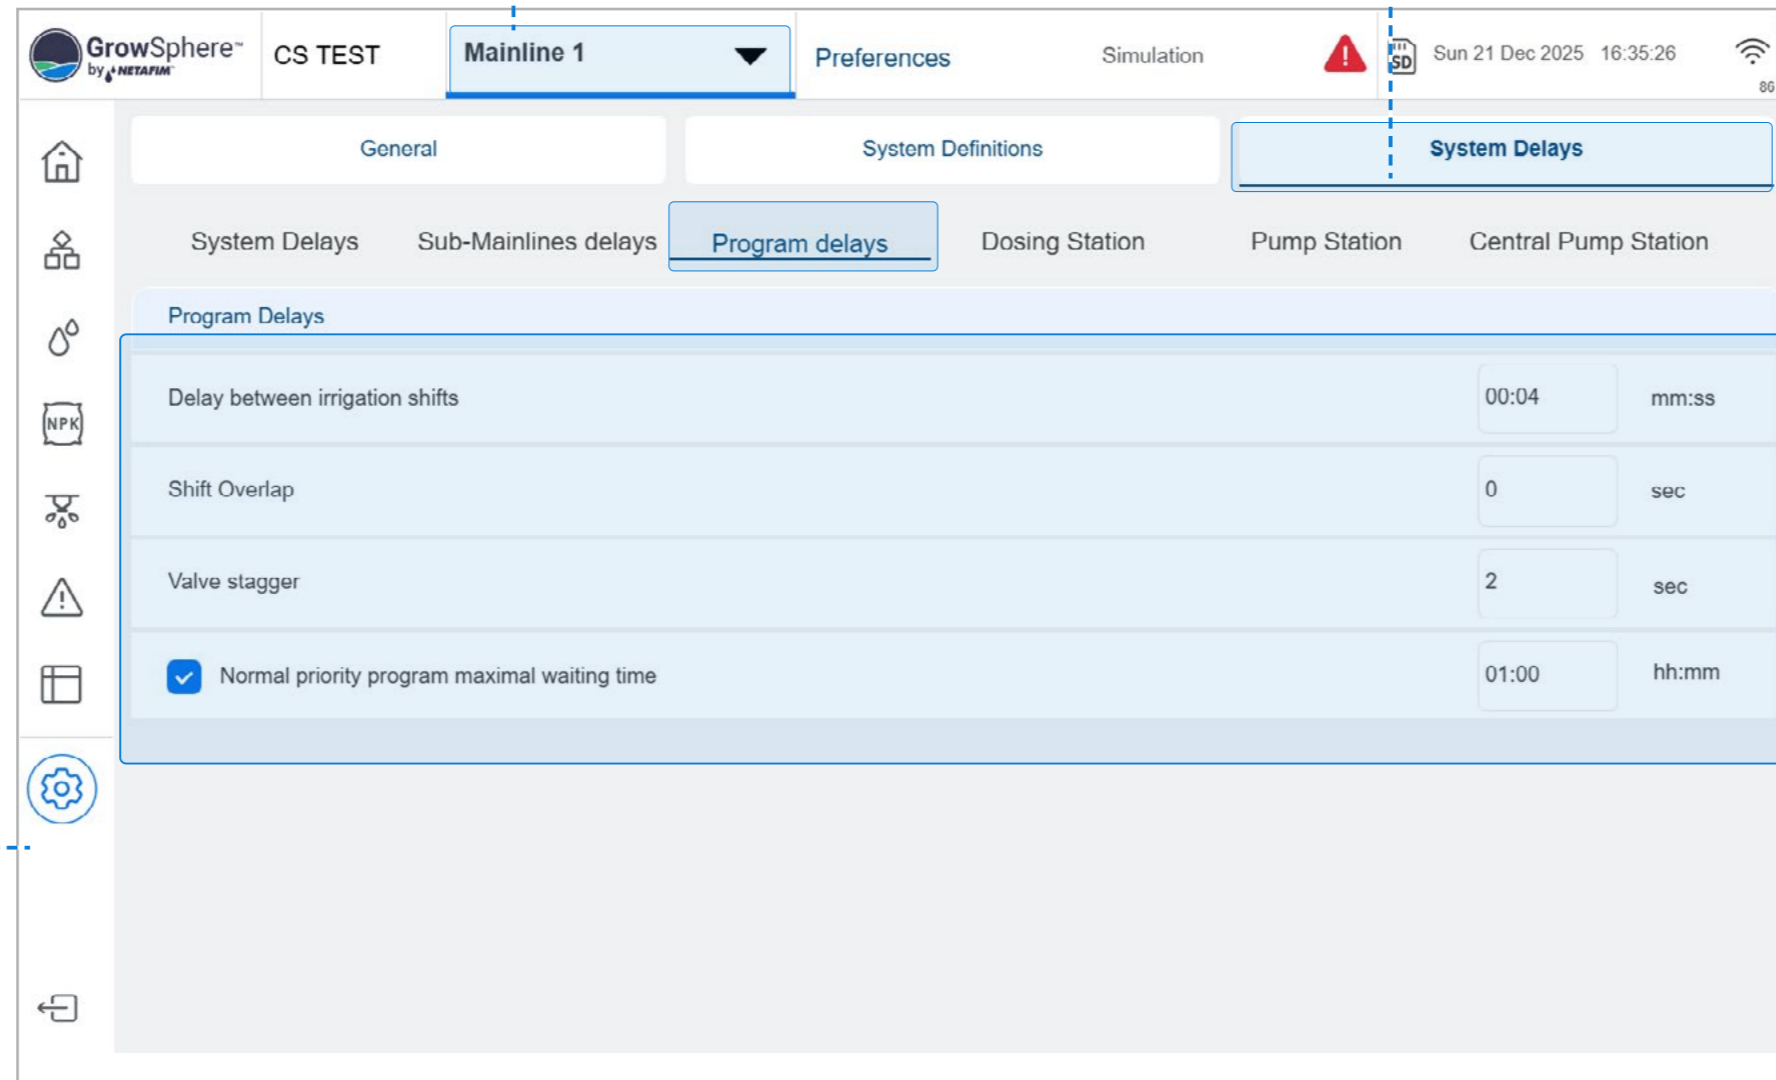 GrowSphere™
by NETAFIM™
CS TEST
Mainline 1
Preferences
Simulation
SD
Sun 21 Dec 2025 16:35:26
86
General
System Definitions
System Delays
System Delays
Sub-Mainlines delays
Program delays
Dosing Station
Pump Station
Central Pump Station
Program Delays
Delay between irrigation shifts 00:04 mm:ss
Shift Overlap 0 sec
Valve stagger 2 sec
Normal priority program maximal waiting time 01:00 hh:mm
NPK